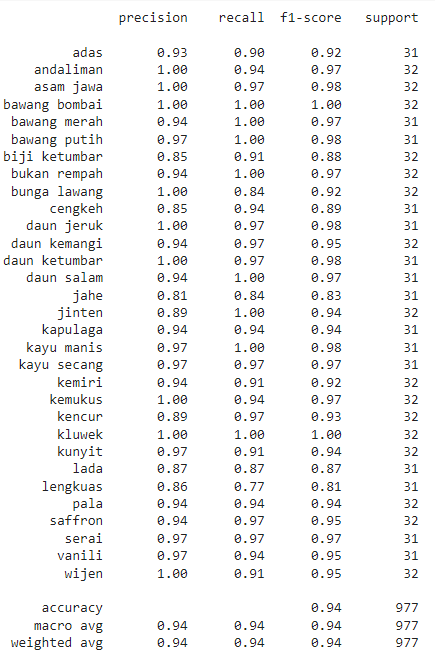 precision recall f1-score support
adas 0.93 0.90 0.92 31
andaliman 1.00 0.94 0.97 32
asam jawa 1.00 0.97 0.98 32
bawang bombai 1.00 1.00 1.00 32
bawang merah 0.94 1.00 0.97 31
bawang putih 0.97 1.00 0.98 31
biji ketumbar 0.85 0.91 0.88 32
bukan rempah 0.94 1.00 0.97 32
bunga lawang 1.00 0.84 0.92 32
cengkeh 0.85 0.94 0.89 31
daun jeruk 1.00 0.97 0.98 31
daun kemangi 0.94 0.97 0.95 32
daun ketumbar 1.00 0.97 0.98 31
daun salam 0.94 1.00 0.97 31
jahe 0.81 0.84 0.83 31
jinten 0.89 1.00 0.94 32
kapulaga 0.94 0.94 0.94 31
kayu manis 0.97 1.00 0.98 31
kayu secang 0.97 0.97 0.97 31
kemiri 0.94 0.91 0.92 32
kemukus 1.00 0.94 0.97 32
kencur 0.89 0.97 0.93 32
kluwek 1.00 1.00 1.00 32
kunyit 0.97 0.91 0.94 32
lada 0.87 0.87 0.87 31
lengkuas 0.86 0.77 0.81 31
pala 0.94 0.94 0.94 32
saffron 0.94 0.97 0.95 32
serai 0.97 0.97 0.97 31
vanili 0.97 0.94 0.95 31
wijen 1.00 0.91 0.95 32
accuracy 0.94 977
macro avg 0.94 0.94 0.94 977
weighted avg 0.94 0.94 0.94 977